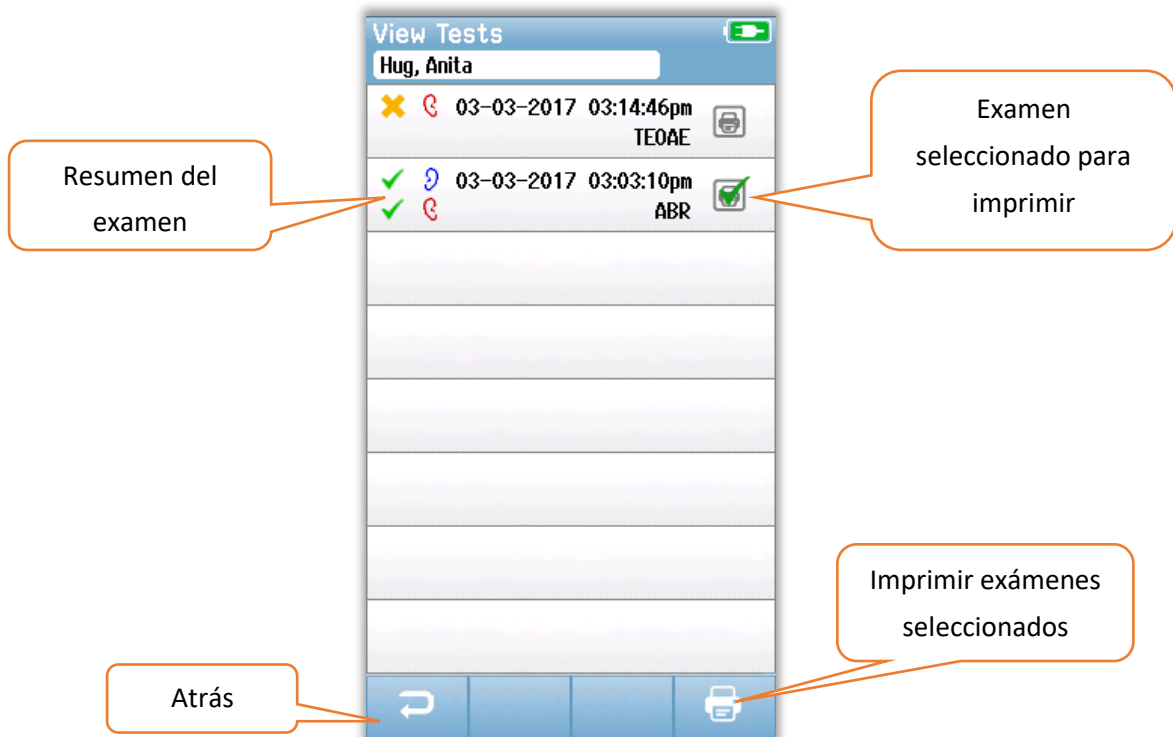 View Tests
Hug, Anita
03-03-2017 03:14:46pm
TEOAE
03-03-2017 03:03:10pm
ABR
Resumen del
examen
Examen
seleccionado para
imprimir
Imprimir exámenes
seleccionados
Atrás